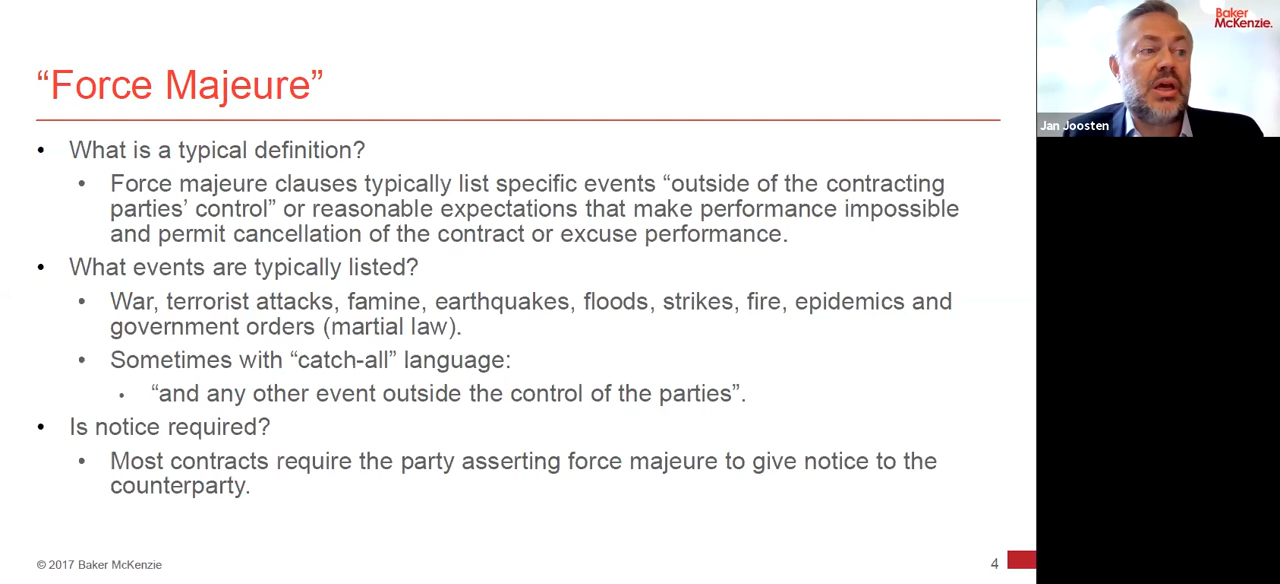 “Force Majeure”
• What is a typical definition?
• Force majeure clauses typically list specific events “outside of the contracting
parties’ control” or reasonable expectations that make performance impossible
and permit cancellation of the contract or excuse performance.
• What events are typically listed?
• War, terrorist attacks, famine, earthquakes, floods, strikes, fire, epidemics and
government orders (martial law).
• Sometimes with “catch-all” language:
• “and any other event outside the control of the parties”.
• Is notice required?
• Most contracts require the party asserting force majeure to give notice to the
counterparty.
© 2017 Baker McKenzie
4
Baker
McKenzie.
Jan Joosten